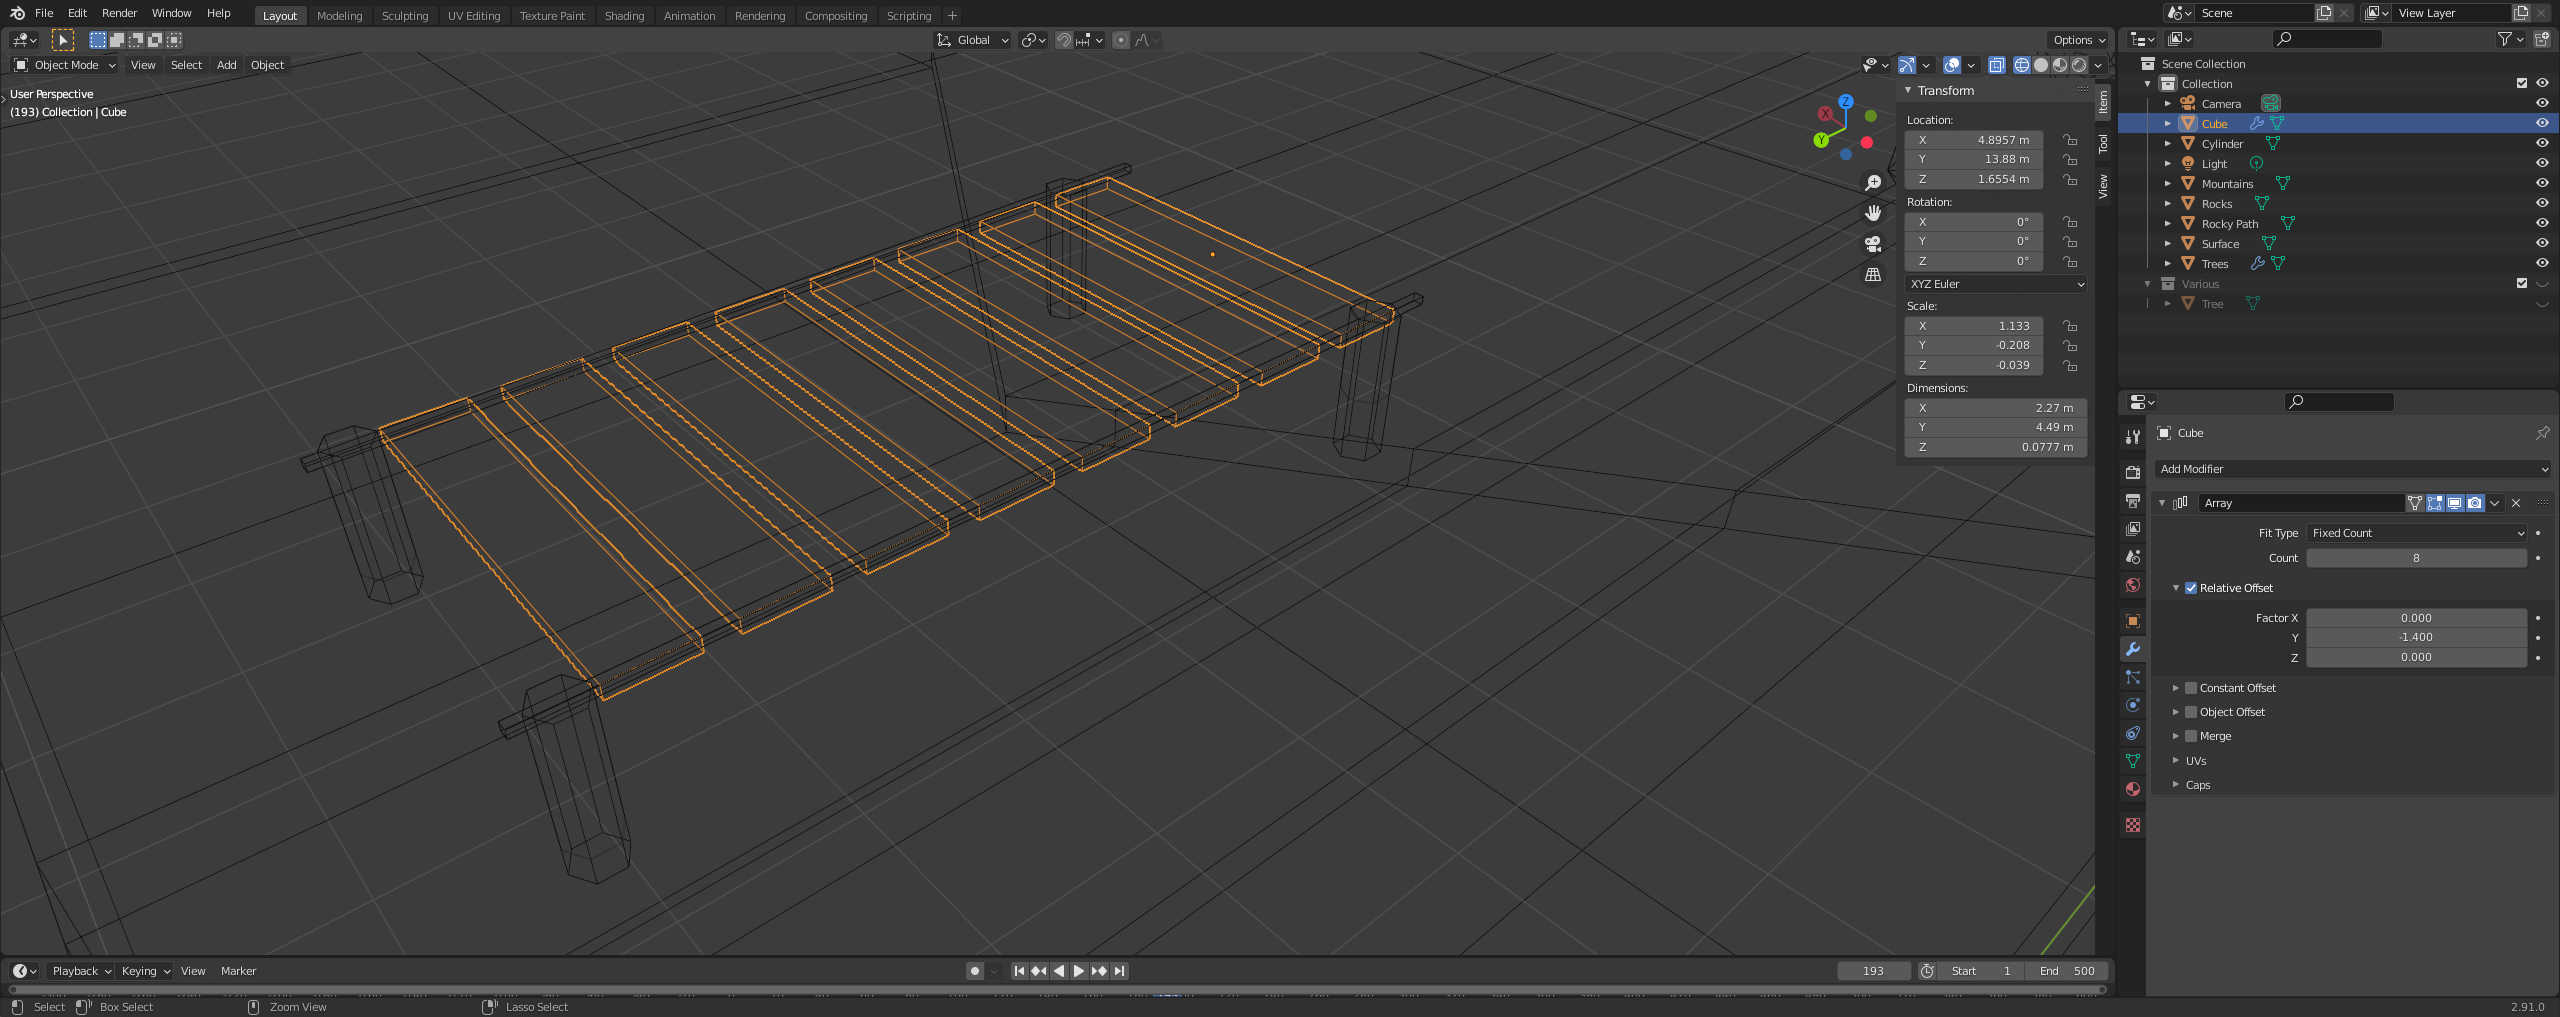 File Edit Render Window Help Layout Modeling Sculpting UV Editing Texture Paint Shading Animation Rendering Compositing Scripting + Scene View Layer
Global Options
Object Mode View Select Add Object
User Perspective
(193) Collection | Cube
Z
X
Y
Transform
Location:
X 4.8957 m
Y 13.88 m
Z 1.6554 m
Rotation:
X 0°
Y 0°
Z 0°
XYZ Euler
Scale:
X 1.133
Y -0.208
Z -0.039
Dimensions:
X 2.27 m
Y 4.49 m
Z 0.0777 m
Item
Tool
View
Scene Collection
Collection
Camera
Cube
Cylinder
Light
Mountains
Rocks
Rocky Path
Surface
Trees
Various
Tree
Cube
Add Modifier
Array
Fit Type Fixed Count
Count 8
Relative Offset
Factor X 0.000
Y -1.400
Z 0.000
Constant Offset
Object Offset
Merge
UVs
Caps
Playback Keying View Marker 193 Start 1 End 500
Select Box Select Zoom View Lasso Select 2.91.0